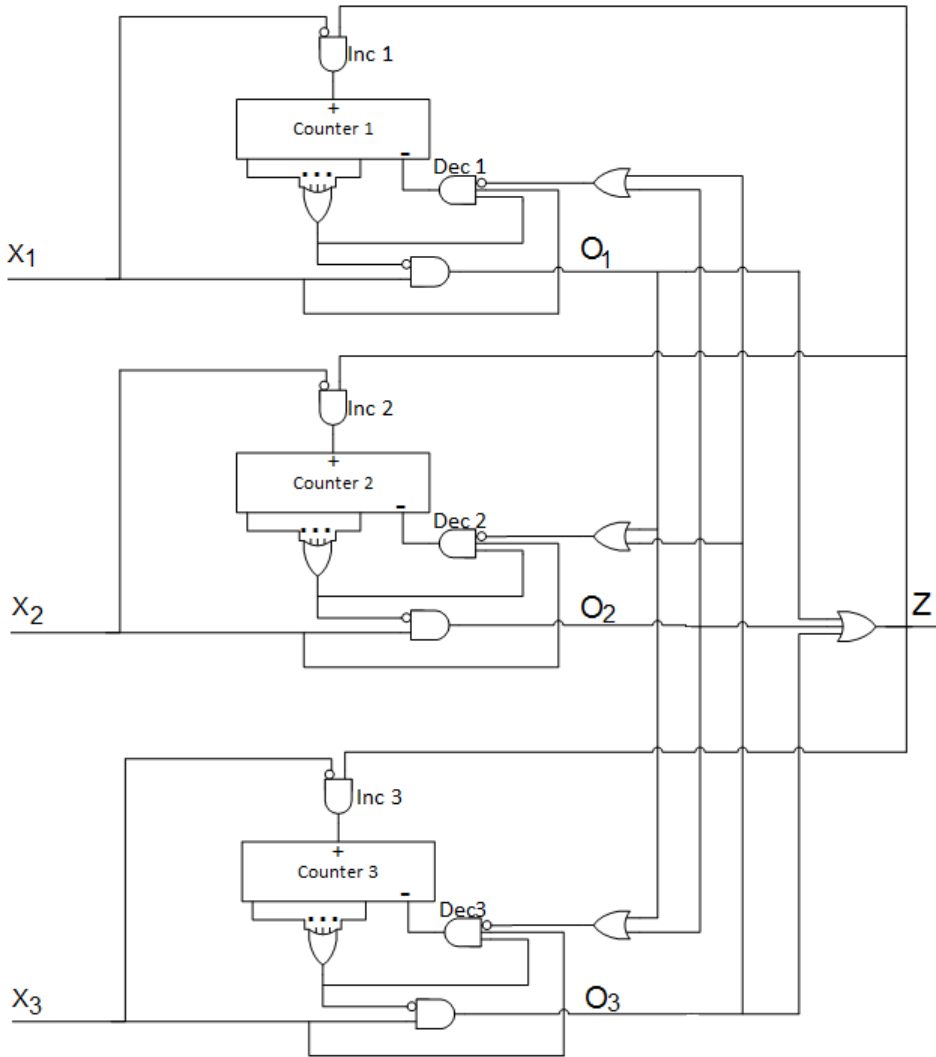 Inc 1
+
Counter 1
-
Dec 1
X1
O1
Inc 2
+
Counter 2
-
Dec 2
X2
O2
Z
Inc 3
+
Counter 3
-
Dec3
X3
O3